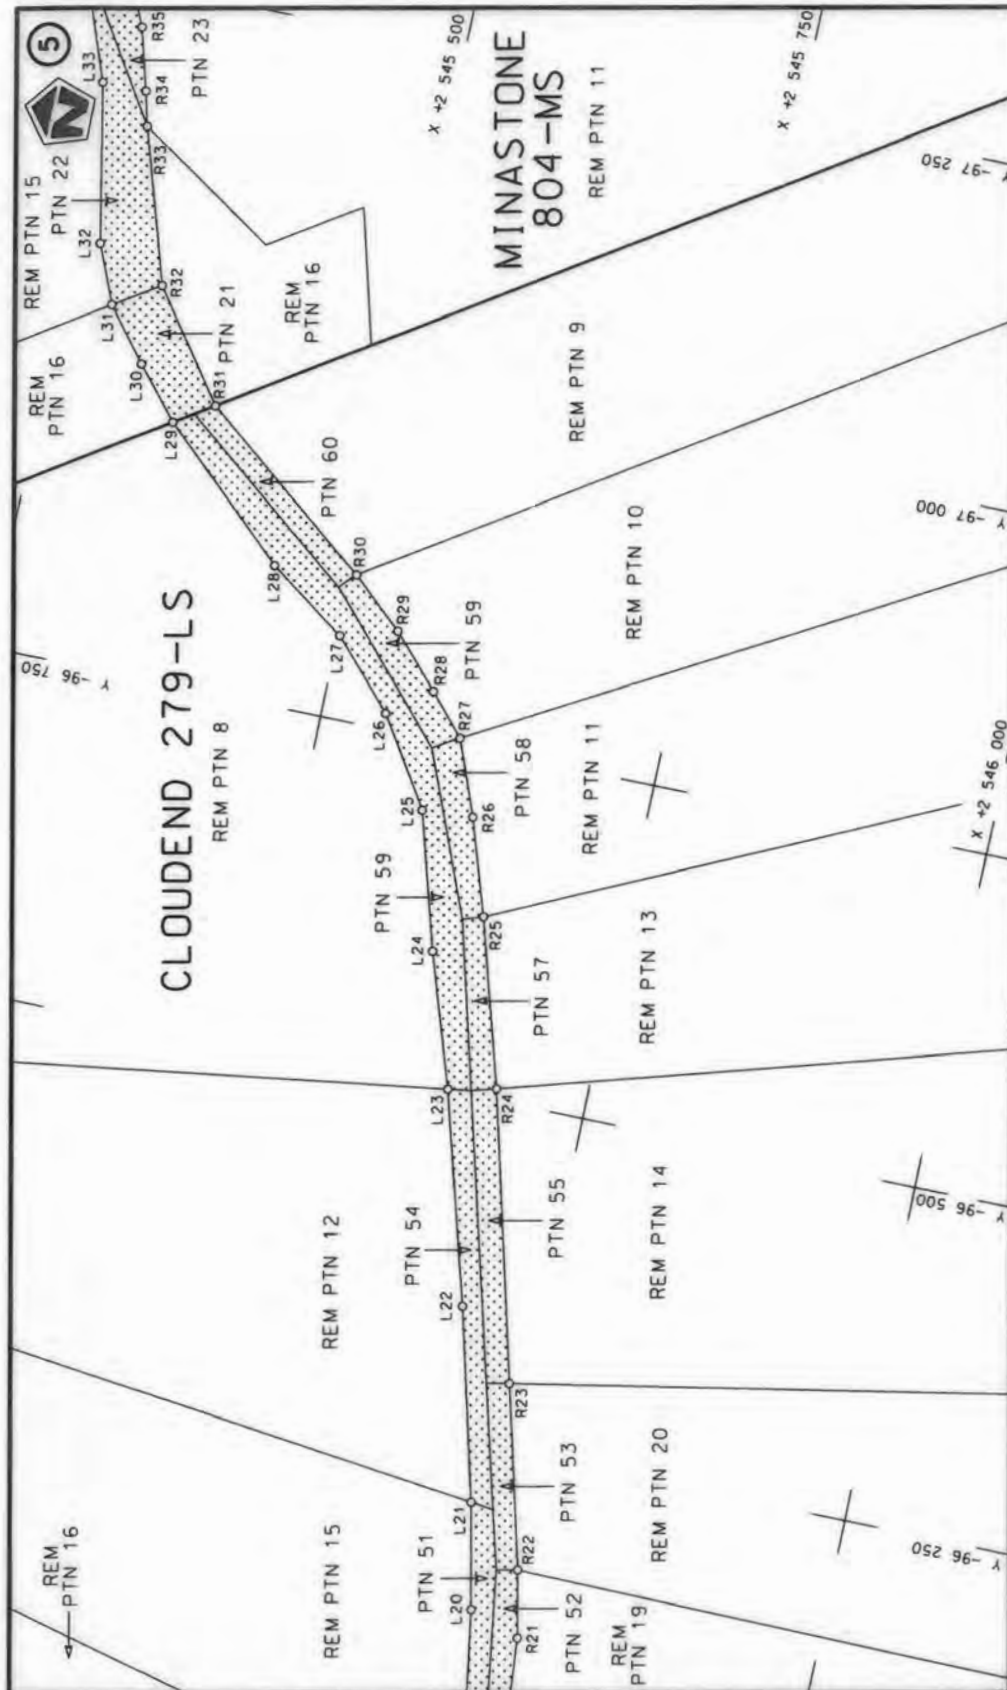 5
N
L33
R35
PTN 23
R34
R33
REM PTN 15
PTN 22
L32
R32
L31
PTN 21
REM
PTN 16
L30
REM
PTN 16
R31
L29
X +2 545 500
MINASTONE
804-MS
REM PTN 11
X +2 545 750
Y -97 250
REM PTN 9
PTN 60
L28
R30
Y -97 000
REM PTN 10
CLOUDEND 279-LS
REM PTN 8
Y -96 750
L27
R29
PTN 59
R28
L26
R27
PTN 58
L25
R26
REM PTN 11
X +2 546 000
PTN 59
L24
R25
PTN 57
REM PTN 13
L23
R24
REM PTN 12
PTN 54
PTN 55
REM PTN 14
Y -96 500
L22
R23
L21
PTN 53
REM PTN 20
Y -96 250
REM
PTN 16
REM PTN 15
PTN 51
L20
R22
PTN 52
R21
REM
PTN 19